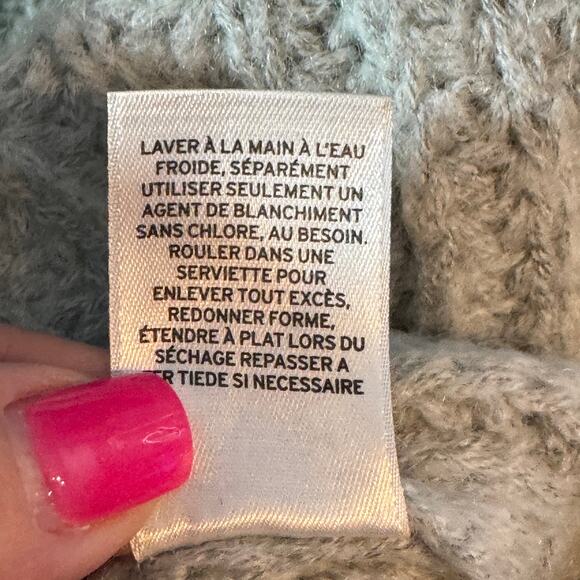 LAVER À LA MAIN À L'EAU
FROIDE, SÉPARÉMENT
UTILISER SEULEMENT UN
AGENT DE BLANCHIMENT
SANS CHLORE, AU BESOIN.
ROULER DANS UNE
SERVIETTE POUR
ENLEVER TOUT EXCÈS,
REDONNER FORME,
ÉTENDRE À PLAT LORS DU
SÉCHAGE REPASSER A
TIEDE SI NECESSAIRE